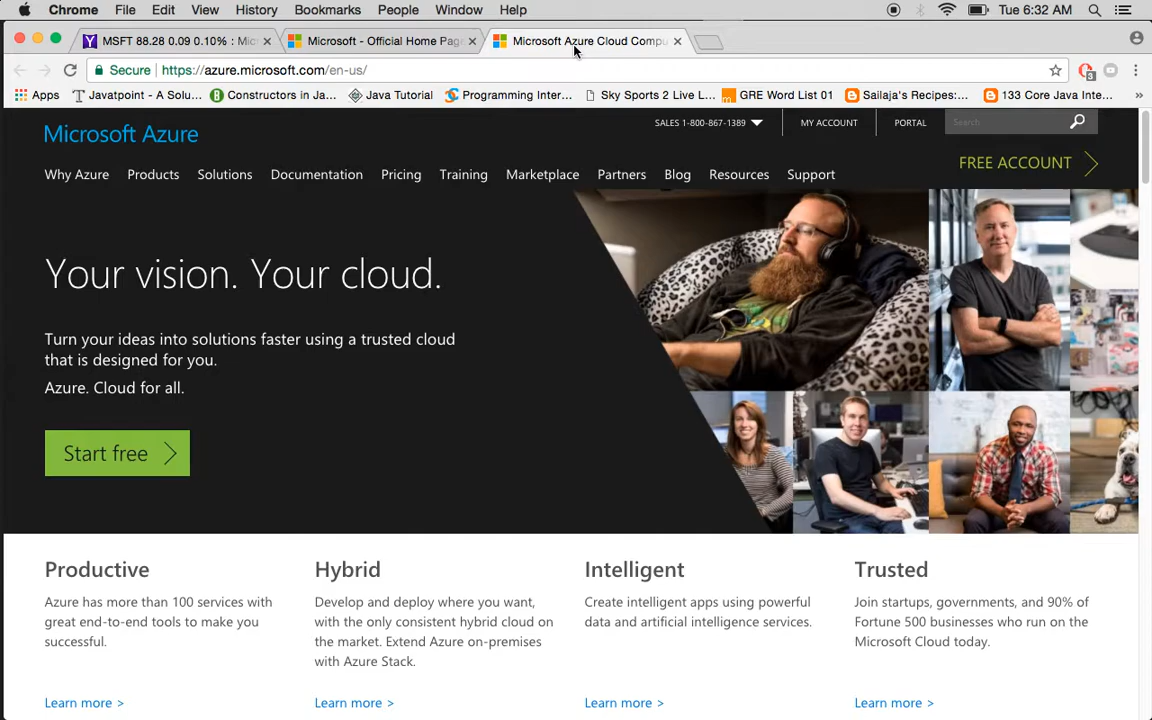 Chrome File Edit View History Bookmarks People Window Help Tue 6:32 AM
MSFT 88.28 0.09 0.10% : Mic
Microsoft - Official Home Page
Microsoft Azure Cloud Compu
Secure https://azure.microsoft.com/en-us/
3
Apps Javatpoint - A Solu... Constructors in Ja... Java Tutorial Programming Inter... Sky Sports 2 Live L... GRE Word List 01 Sailaja's Recipes:... 133 Core Java Inte... »
Microsoft Azure
SALES 1-800-867-1389 MY ACCOUNT PORTAL Search
FREE ACCOUNT
Why Azure Products Solutions Documentation Pricing Training Marketplace Partners Blog Resources Support
Your vision. Your cloud.
Turn your ideas into solutions faster using a trusted cloud
that is designed for you.
Azure. Cloud for all.
Start free
Productive
Azure has more than 100 services with
great end-to-end tools to make you
successful.
Learn more >
Hybrid
Develop and deploy where you want,
with the only consistent hybrid cloud on
the market. Extend Azure on-premises
with Azure Stack.
Learn more >
Intelligent
Create intelligent apps using powerful
data and artificial intelligence services.
Learn more >
Trusted
Join startups, governments, and 90% of
Fortune 500 businesses who run on the
Microsoft Cloud today.
Learn more >